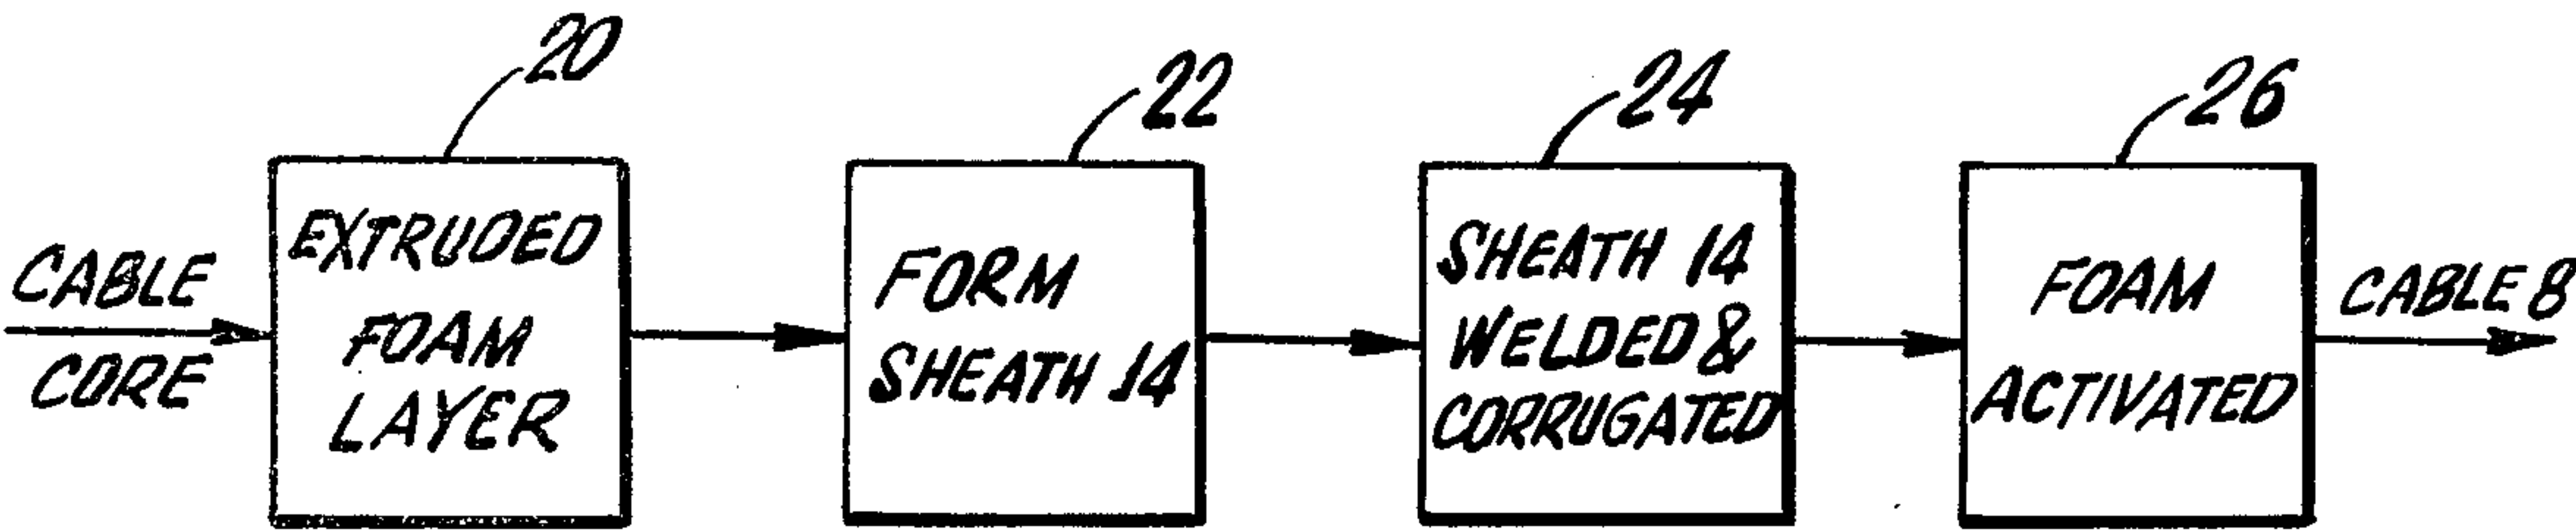 20
22
24
26
CABLE
CORE
EXTRUDED
FOAM
LAYER
FORM
SHEATH 14
SHEATH 14
WELDED &
CORRUGATED
FOAM
ACTIVATED
CABLE 8